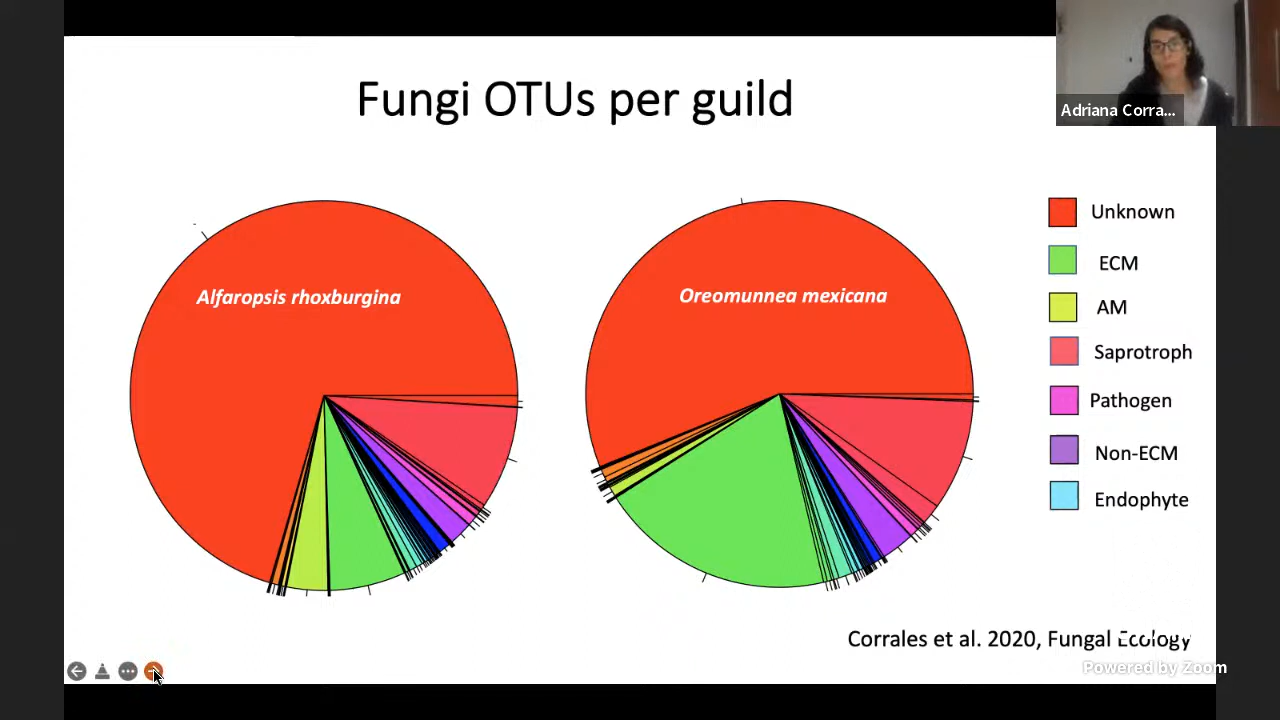 Fungi OTUs per guild
Adriana Corra...
Alfaropsis rhoxburgina
Oreomunnea mexicana
Unknown
ECM
AM
Saprotroph
Pathogen
Non-ECM
Endophyte
Corrales et al. 2020, Fungal Ecology
Powered by Zoom